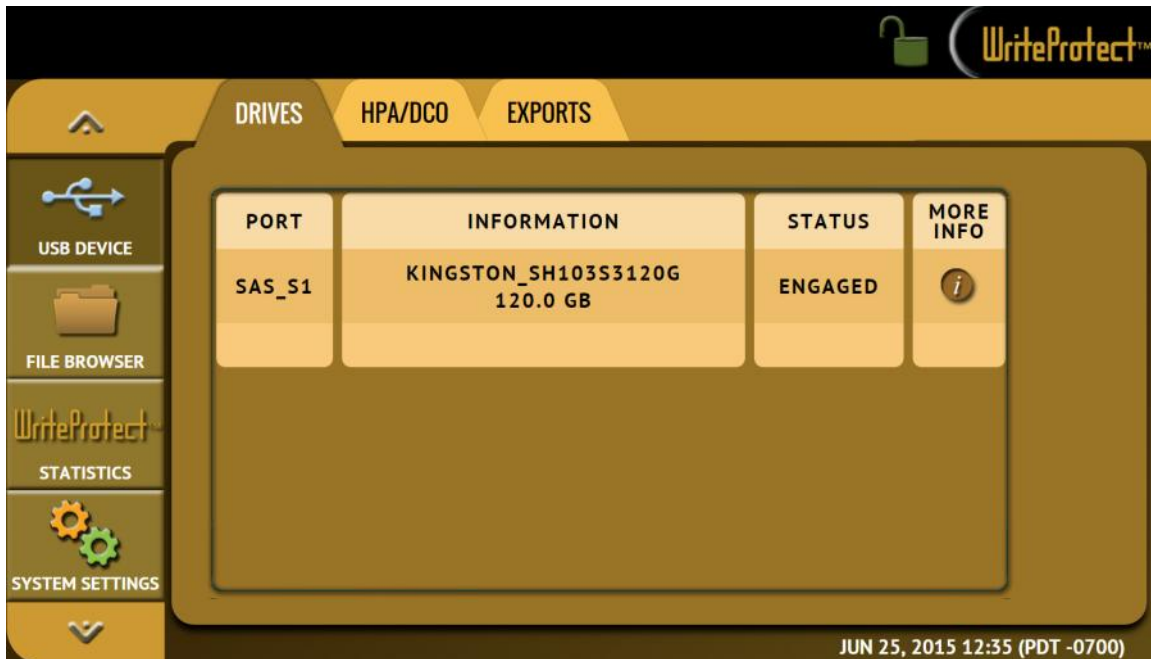 WriteProtect™
DRIVES
HPA/DCO
EXPORTS
USB DEVICE
FILE BROWSER
WriteProtect™
STATISTICS
SYSTEM SETTINGS
PORT
INFORMATION
STATUS
MORE
INFO
SAS_S1
KINGSTON_SH103S3120G
120.0 GB
ENGAGED
i
JUN 25, 2015 12:35 (PDT -0700)